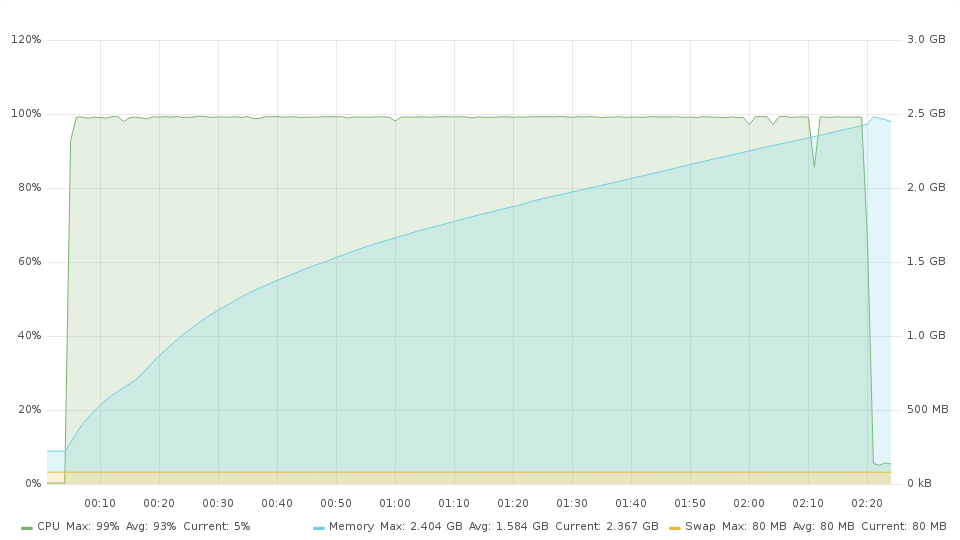 120% 3.0 GB
100% 2.5 GB
80% 2.0 GB
60% 1.5 GB
40% 1.0 GB
20% 500 MB
0% 0 kB
00:10 00:20 00:30 00:40 00:50 01:00 01:10 01:20 01:30 01:40 01:50 02:00 02:10 02:20
CPU Max: 99% Avg: 93% Current: 5% Memory Max: 2.404 GB Avg: 1.584 GB Current: 2.367 GB Swap Max: 80 MB Avg: 80 MB Current: 80 MB